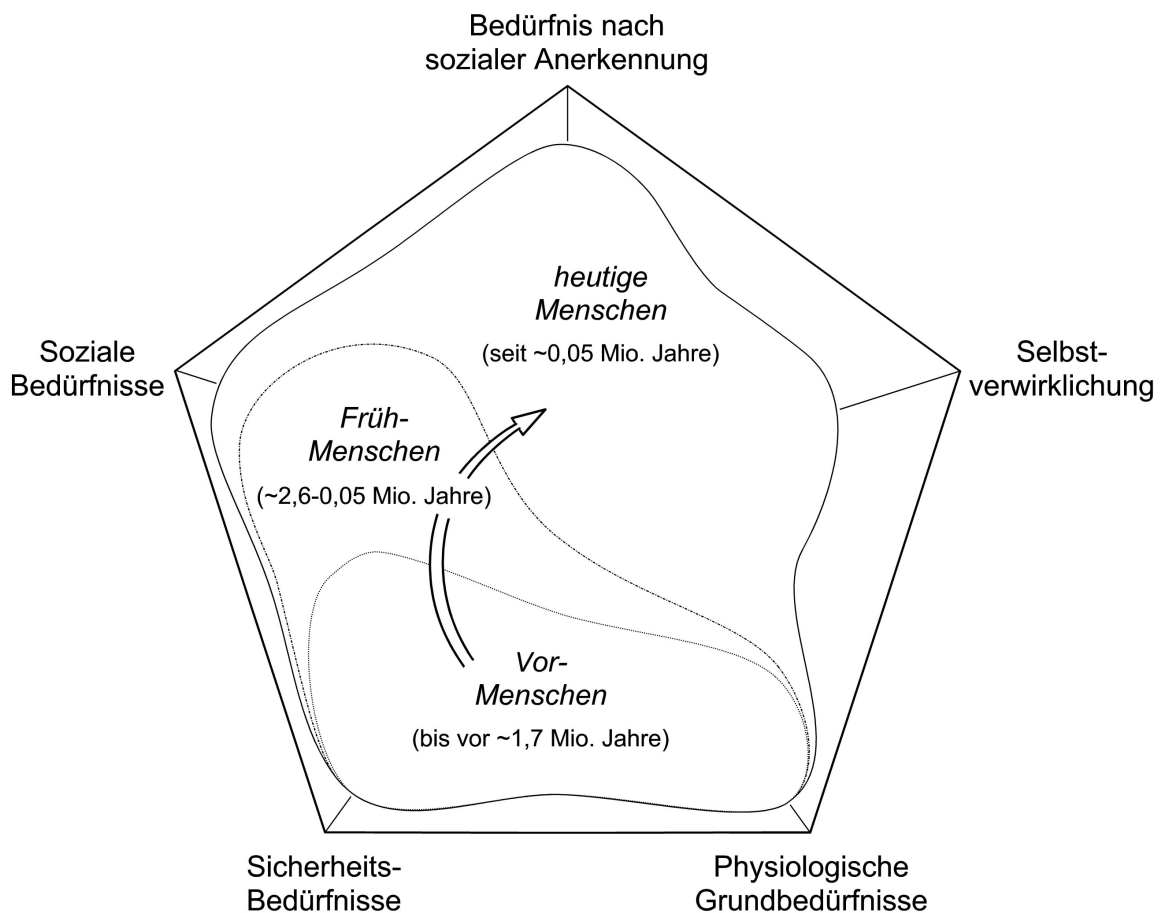 Bedürfnis nach
sozialer Anerkennung
heutige
Menschen
(seit ~0,05 Mio. Jahre)
Soziale
Bedürfnisse
Selbst-
verwirklichung
Früh-
Menschen
(~2,6-0,05 Mio. Jahre)
Vor-
Menschen
(bis vor ~1,7 Mio. Jahre)
Sicherheits-
Bedürfnisse
Physiologische
Grundbedürfnisse